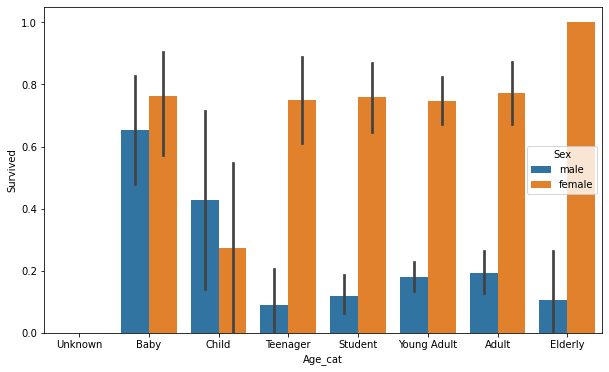 1.0
0.8
0.6
0.4
0.2
0.0
Survived
Sex
male
female
Unknown Baby Child Teenager Student Young Adult Adult Elderly
Age_cat